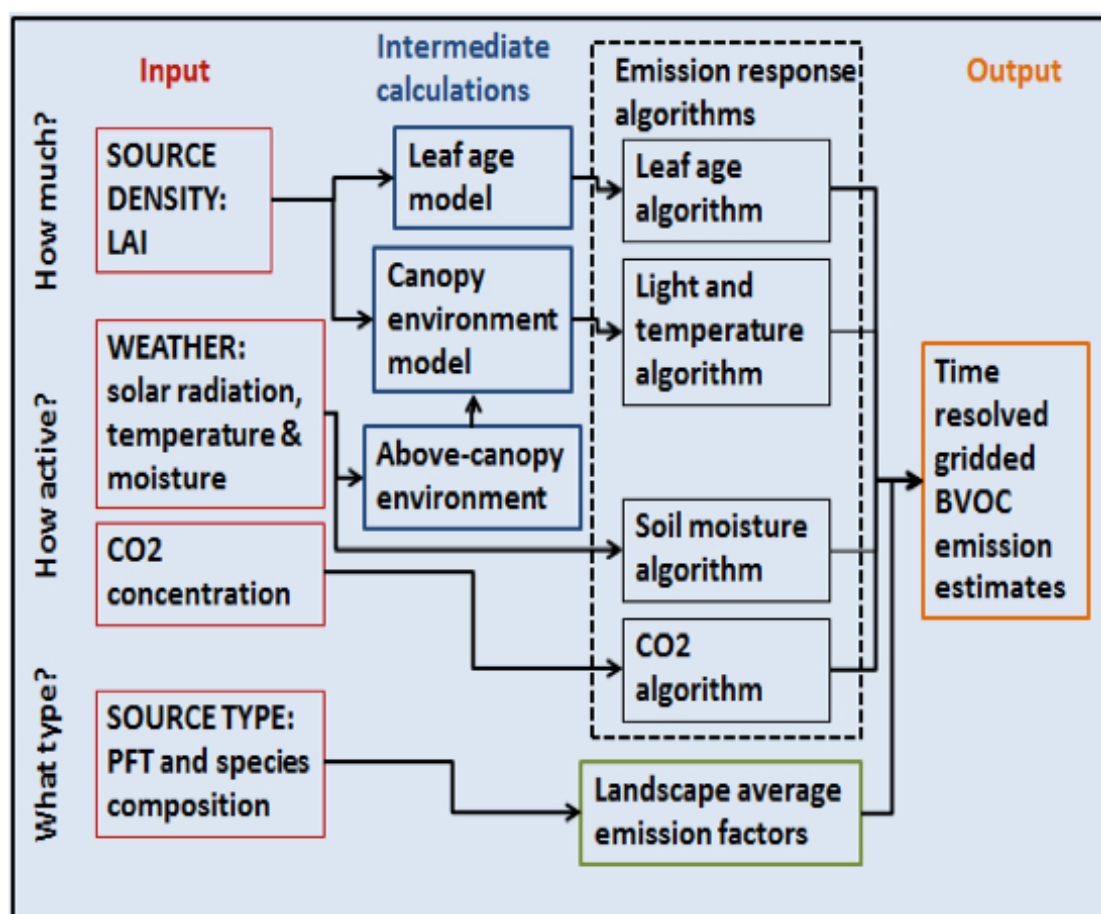 Input
Intermediate
calculations
Emission response
algorithms
Output
How much?
SOURCE
DENSITY:
LAI
Leaf age
model
Leaf age
algorithm
Canopy
environment
model
Light and
temperature
algorithm
How active?
WEATHER:
solar radiation,
temperature &
moisture
Above-canopy
environment
Soil moisture
algorithm
CO2
concentration
CO2
algorithm
What type?
SOURCE TYPE:
PFT and species
composition
Landscape average
emission factors
Time
resolved
gridded
BVOC
emission
estimates